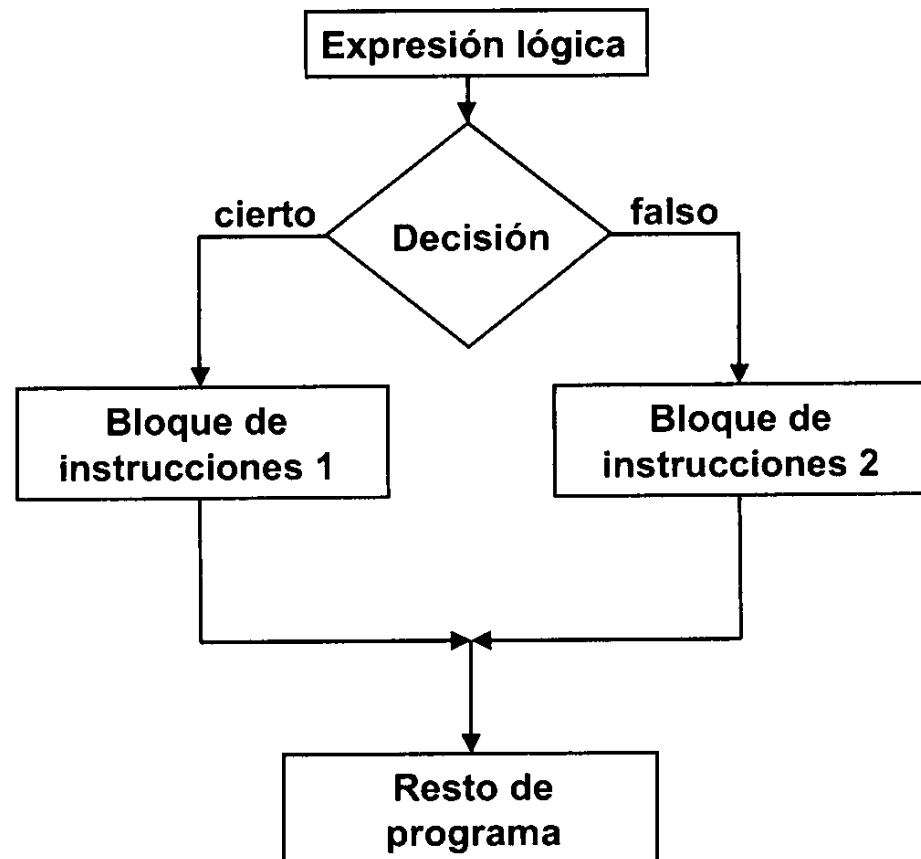 Expresión lógica
cierto
falso
Decisión
Bloque de
instrucciones 1
Bloque de
instrucciones 2
Resto de
programa